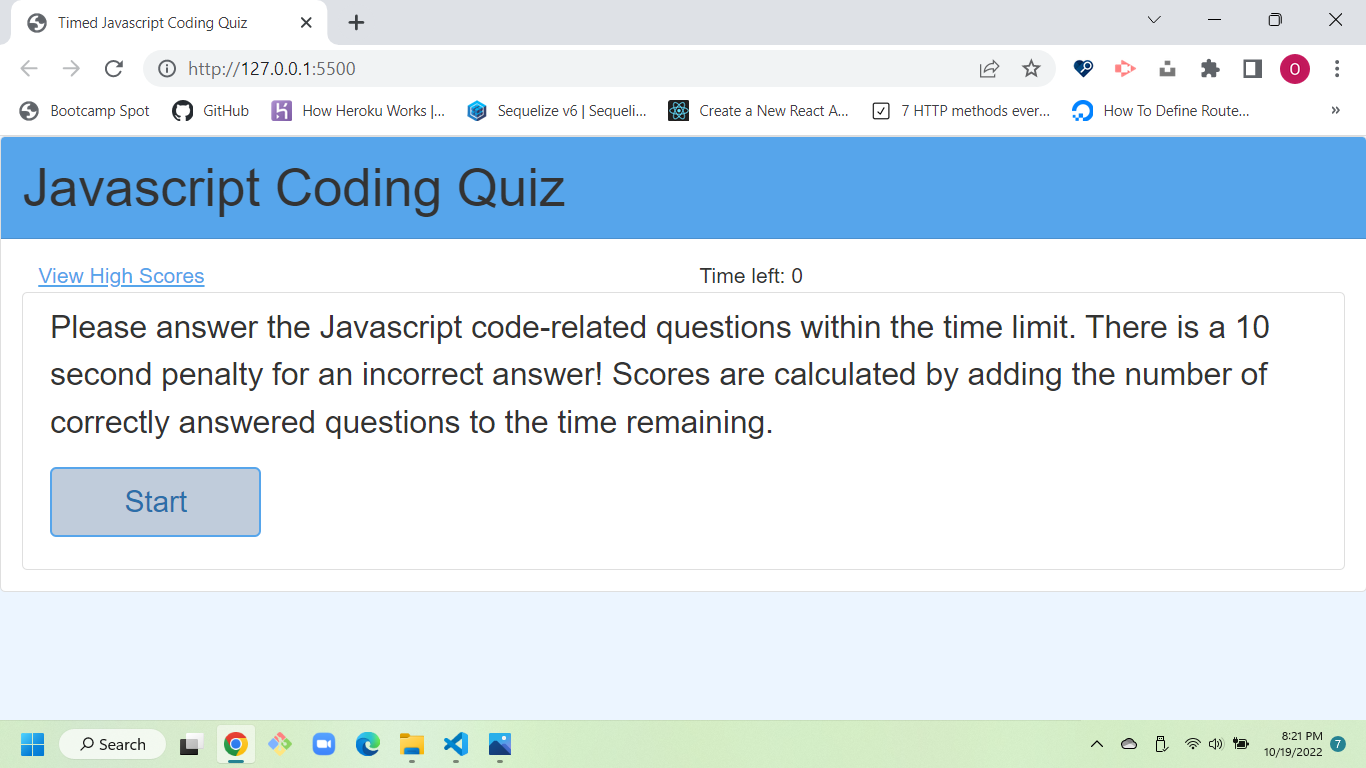 Timed Javascript Coding Quiz
http://127.0.0.1:5500
O
Bootcamp Spot GitHub How Heroku Works |... Sequelize v6 | Sequeli... Create a New React A... 7 HTTP methods ever... How To Define Route... »
Javascript Coding Quiz
View High Scores Time left: 0
Please answer the Javascript code-related questions within the time limit. There is a 10
second penalty for an incorrect answer! Scores are calculated by adding the number of
correctly answered questions to the time remaining.
Start
Search
8:21 PM
10/19/2022
7